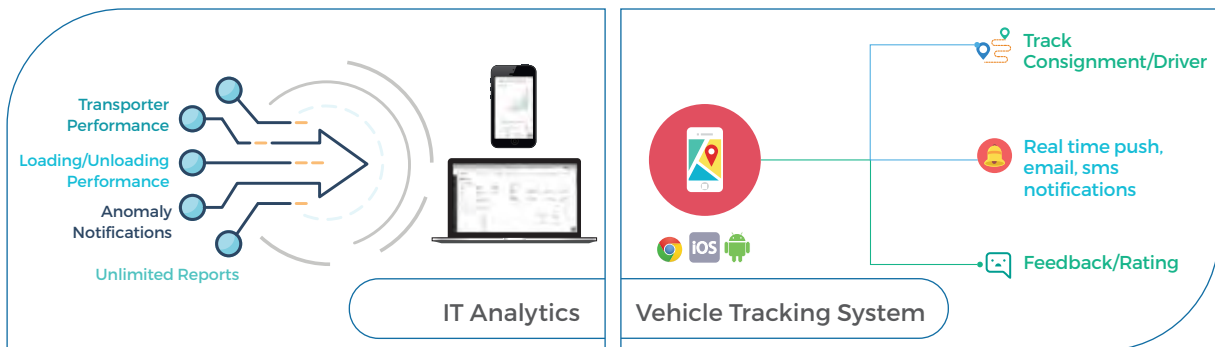 Transporter
Performance
Loading/Unloading
Performance
Anomaly
Notifications
Unlimited Reports
IT Analytics
Track
Consignment/Driver
Real time push,
email, sms
notifications
iOS
Feedback/Rating
Vehicle Tracking System